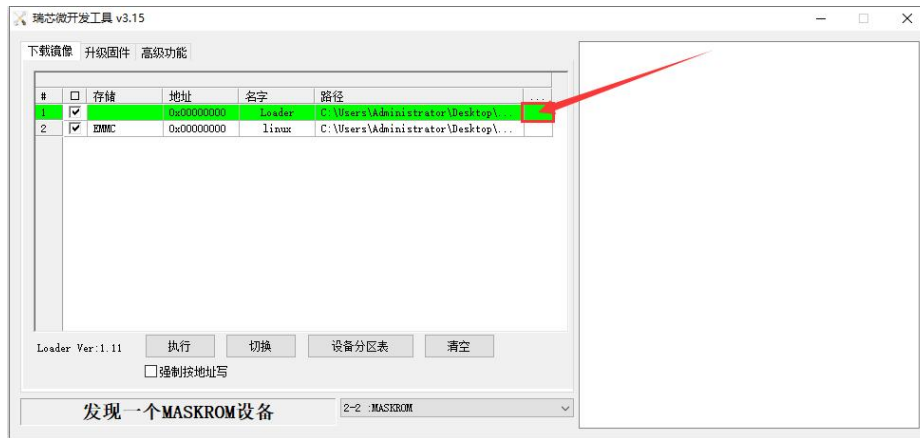 瑞芯微开发工具 v3.15
下载镜像 升级固件 高级功能
# 存储 地址 名字 路径 ...
1 0x00000000 Loader C:\Users\Administrator\Desktop\...
2 EMMC 0x00000000 linux C:\Users\Administrator\Desktop\...
Loader Ver:1.11 执行 切换 设备分区表 清空
强制按地址写
发现一个MASKROM设备 2-2 :MASKROM